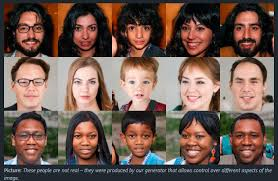 Picture: These people are not real – they were produced by our generator that allows control over different aspects of the
image.